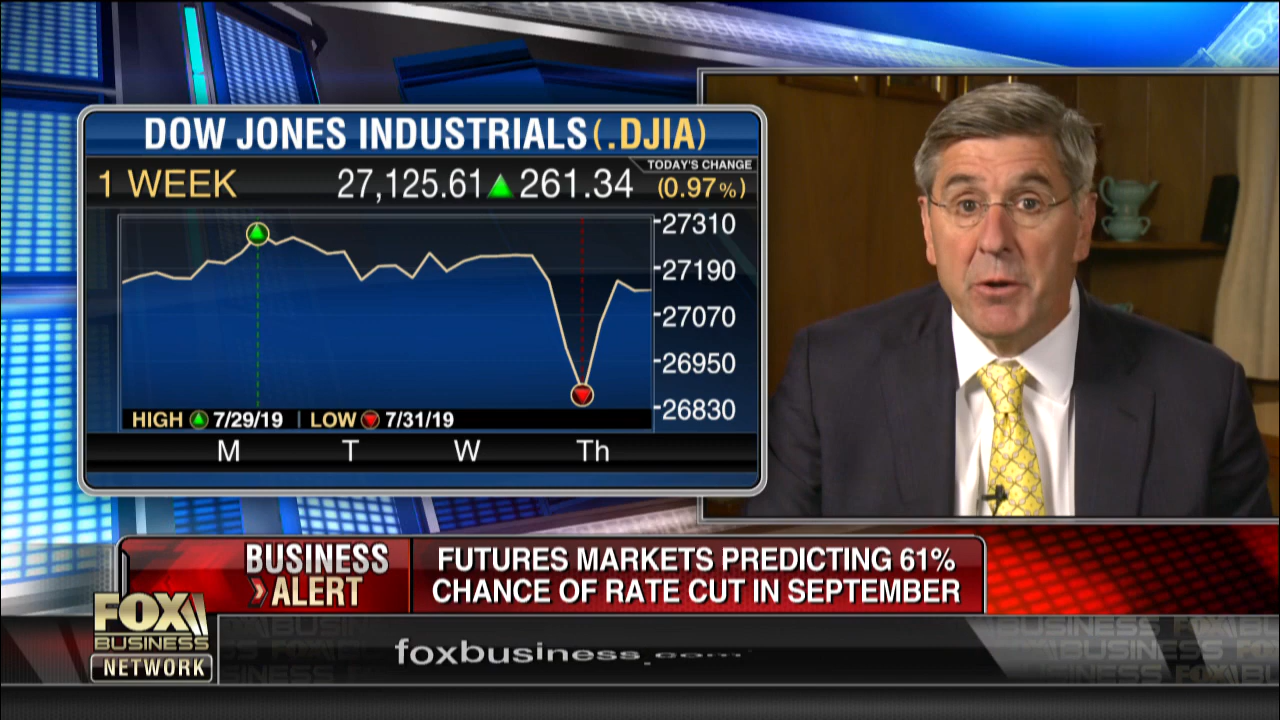 DOW JONES INDUSTRIALS (.DJIA)
TODAY'S CHANGE
1 WEEK 27,125.61 261.34 (0.97%)
27310
27190
27070
26950
26830
HIGH 7/29/19 | LOW 7/31/19
M T W Th
BUSINESS ALERT
FUTURES MARKETS PREDICTING 61%
CHANCE OF RATE CUT IN SEPTEMBER
FOX
BUSINESS
NETWORK
foxbusiness.com